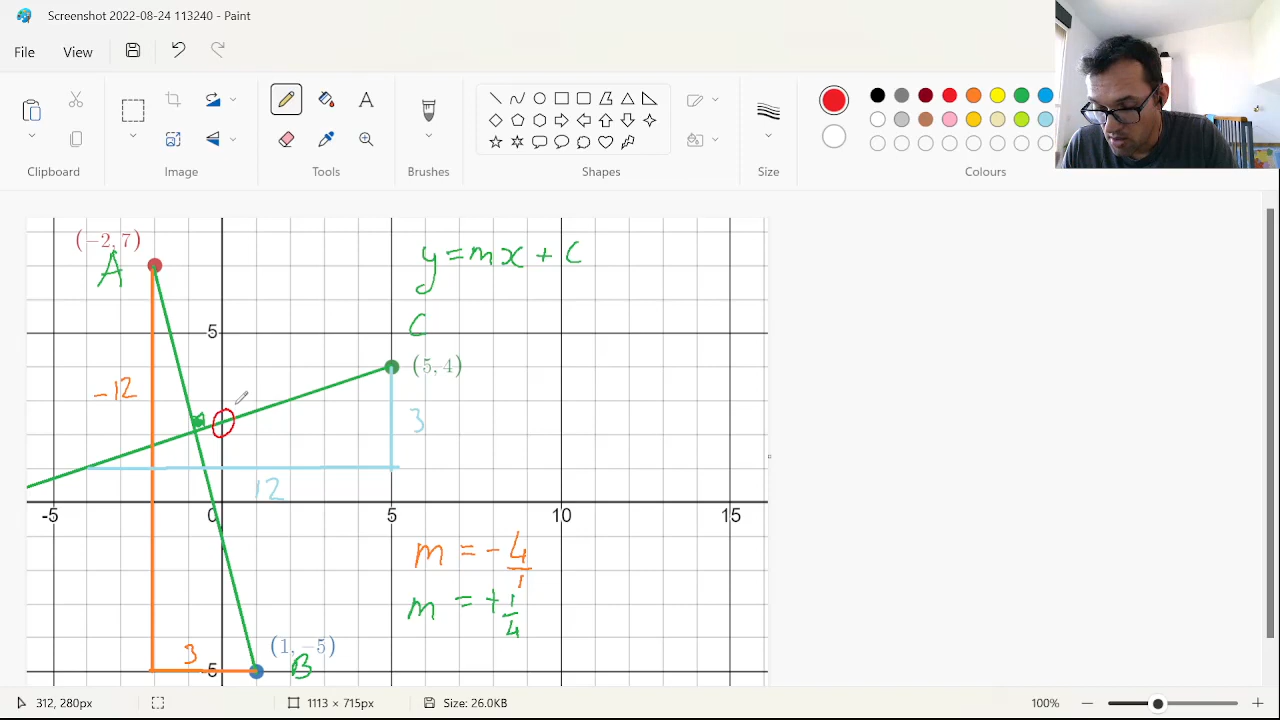 Screenshot 2022-08-24 113240 - Paint
File View
A
Clipboard Image Tools Brushes Shapes Size Colours
(−2, 7)
A
y = mx + C
5
C
(5, 4)
-12
3
12
-5 0 5 10 15
m = - 4/1
m = + 1/4
(1, −5)
3
B
-5
312, 280px 1113 × 715px Size: 26.0KB 100%